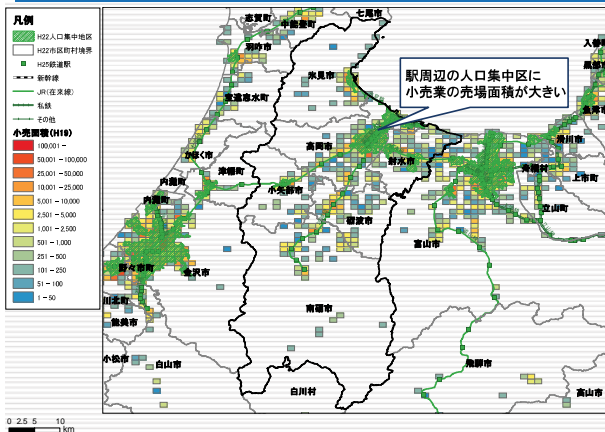 凡例
H22人口集中地区
H22市区町村境界
H25鉄道駅
新幹線
JR(在来線)
私鉄
その他
小売面積(H19)
100,001 -
50,001 - 100,000
25,001 - 50,000
10,001 - 25,000
5,001 - 10,000
2,501 - 5,000
1,001 - 2,500
501 - 1,000
251 - 500
101 - 250
51 - 100
1 - 50
駅周辺の人口集中区に
小売業の売場面積が大きい
志賀町
七尾市
中能登町
羽咋市
氷見市
宝達志水町
かほく市
高岡市
射水市
津幡町
内灘町
小矢部市
内灘町
砺波市
富山市
滑川市
舟橋村
上市町
立山町
魚津市
野々市町
金沢市
川北町
能美市
小松市
白山市
南砺市
白川村
飛騨市
高山市
0 2.5 5 10
km